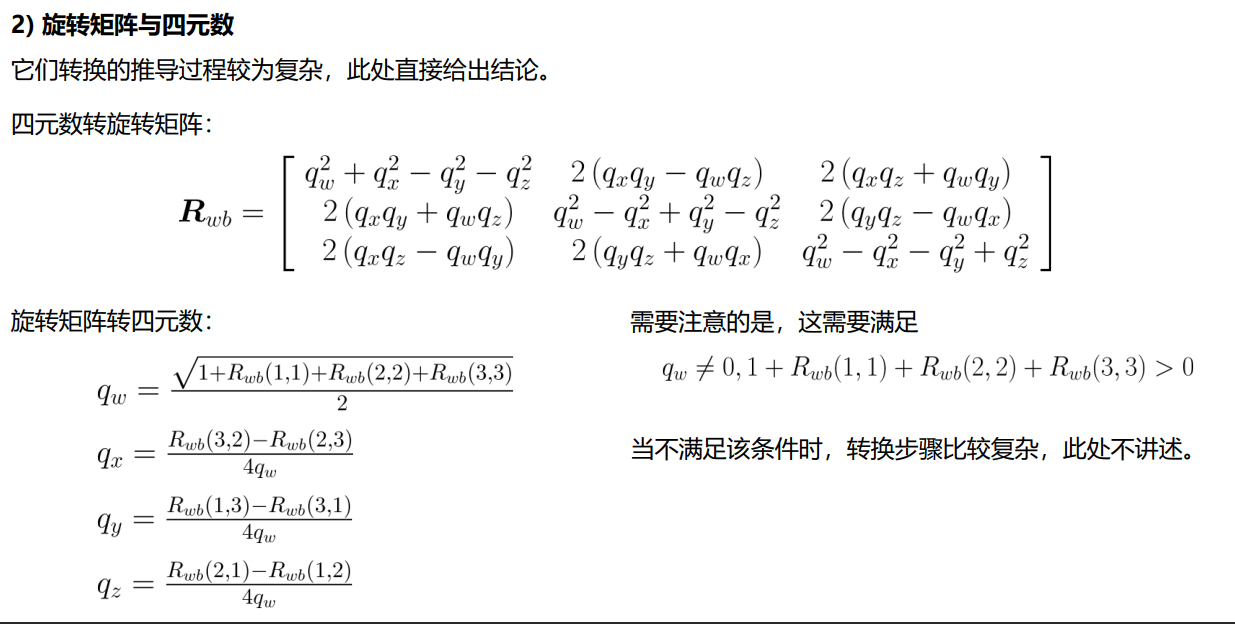 2) 旋转矩阵与四元数
它们转换的推导过程较为复杂，此处直接给出结论。
四元数转旋转矩阵：
$\boldsymbol{R}_{wb} = \left[\begin{array}{ccc} q_w^2 + q_x^2 - q_y^2 - q_z^2 & 2(q_xq_y - q_wq_z) & 2(q_xq_z + q_wq_y) \\ 2(q_xq_y + q_wq_z) & q_w^2 - q_x^2 + q_y^2 - q_z^2 & 2(q_yq_z - q_wq_x) \\ 2(q_xq_z - q_wq_y) & 2(q_yq_z + q_wq_x) & q_w^2 - q_x^2 - q_y^2 + q_z^2 \end{array}\right]$
旋转矩阵转四元数：
$q_w = \frac{\sqrt{1+R_{wb}(1,1)+R_{wb}(2,2)+R_{wb}(3,3)}}{2}$
$q_x = \frac{R_{wb}(3,2)-R_{wb}(2,3)}{4q_w}$
$q_y = \frac{R_{wb}(1,3)-R_{wb}(3,1)}{4q_w}$
$q_z = \frac{R_{wb}(2,1)-R_{wb}(1,2)}{4q_w}$
需要注意的是，这需要满足
$q_w \neq 0, 1 + R_{wb}(1,1) + R_{wb}(2,2) + R_{wb}(3,3) > 0$
当不满足该条件时，转换步骤比较复杂，此处不讲述。